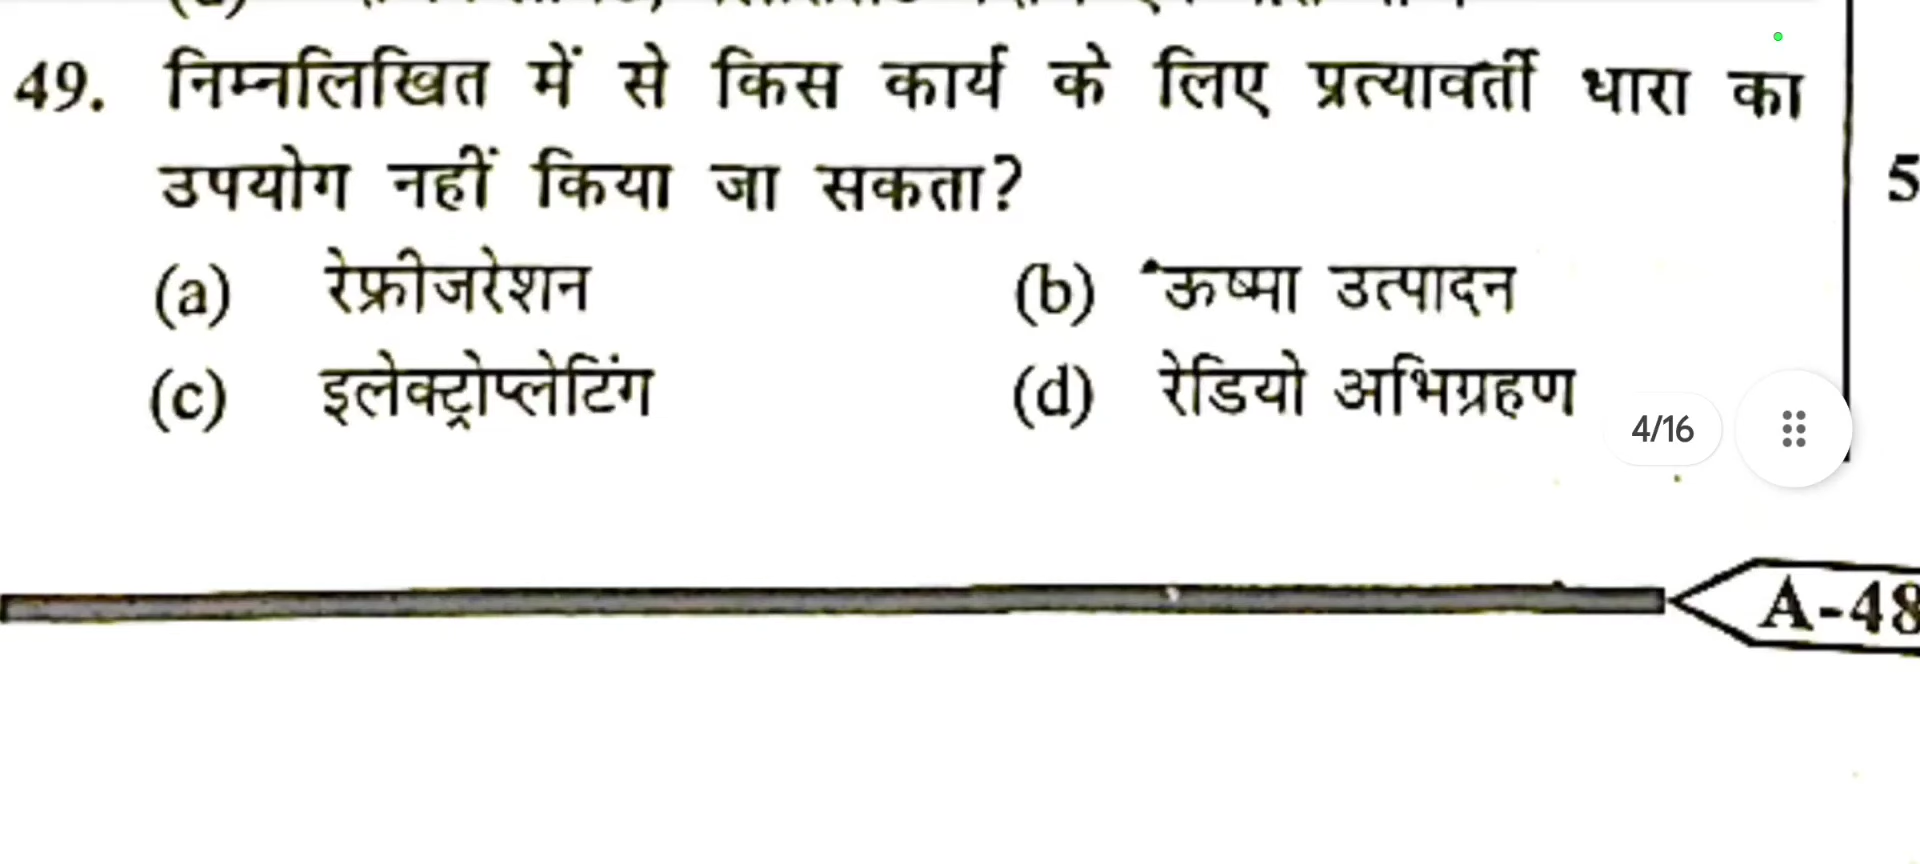 49. निम्नलिखित में से किस कार्य के लिए प्रत्यावर्ती धारा का
उपयोग नहीं किया जा सकता?
(a) रेफ्रीजरेशन (b) ऊष्मा उत्पादन
(c) इलेक्ट्रोप्लेटिंग (d) रेडियो अभिग्रहण
4/16
5
A-48